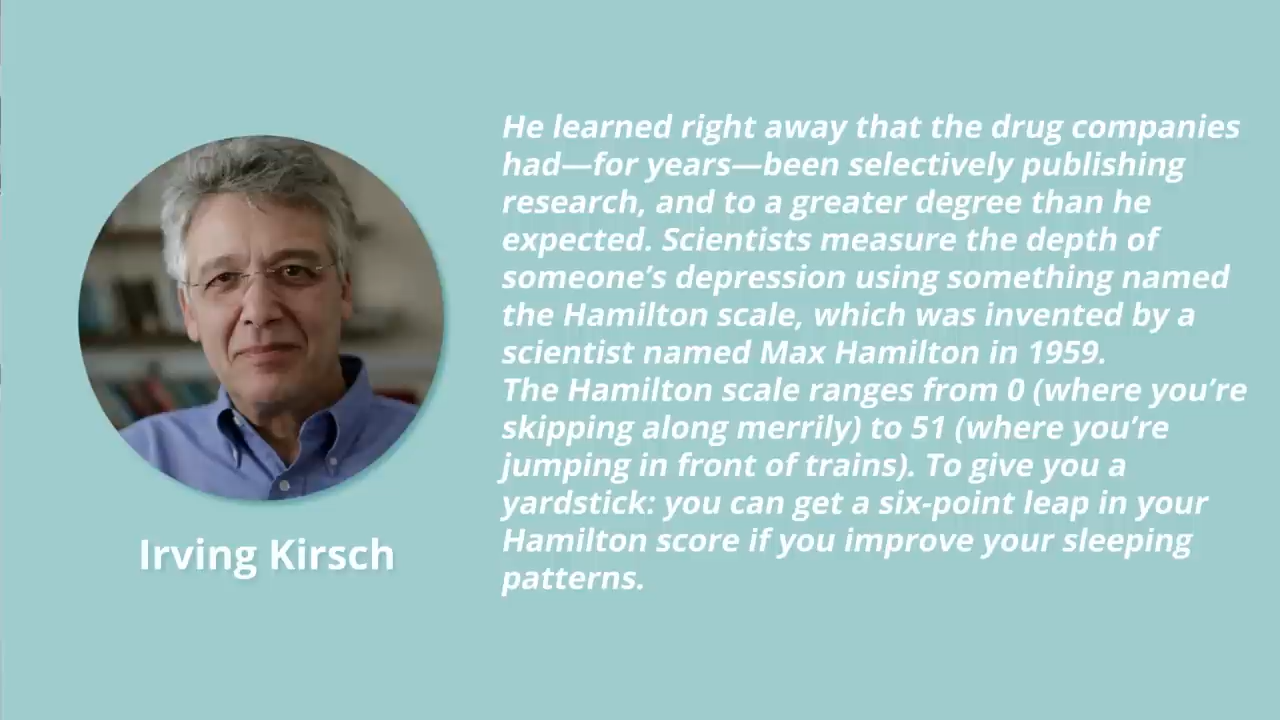 He learned right away that the drug companies
had—for years—been selectively publishing
research, and to a greater degree than he
expected. Scientists measure the depth of
someone’s depression using something named
the Hamilton scale, which was invented by a
scientist named Max Hamilton in 1959.
The Hamilton scale ranges from 0 (where you’re
skipping along merrily) to 51 (where you’re
jumping in front of trains). To give you a
yardstick: you can get a six-point leap in your
Hamilton score if you improve your sleeping
patterns.
Irving Kirsch